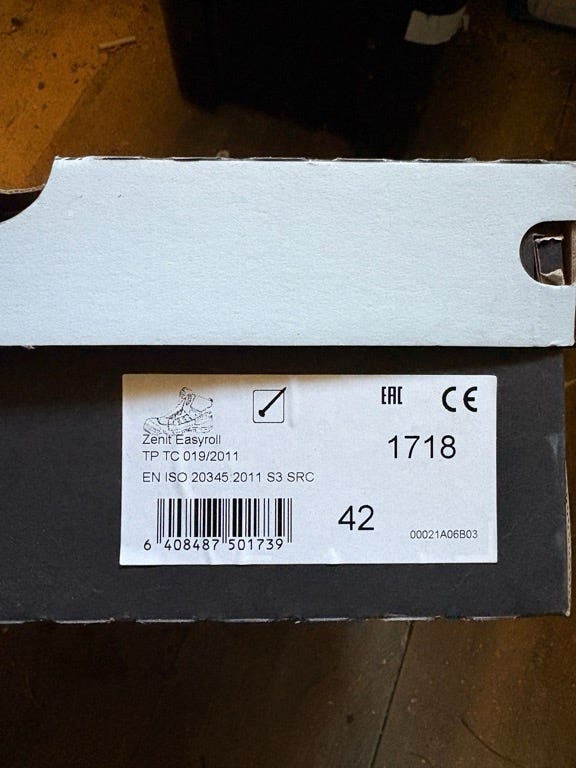 EAC CE
Zenit Easyroll
TP TC 019/2011
1718
EN ISO 20345:2011 S3 SRC
42
00021A06B03
6 408487 501739